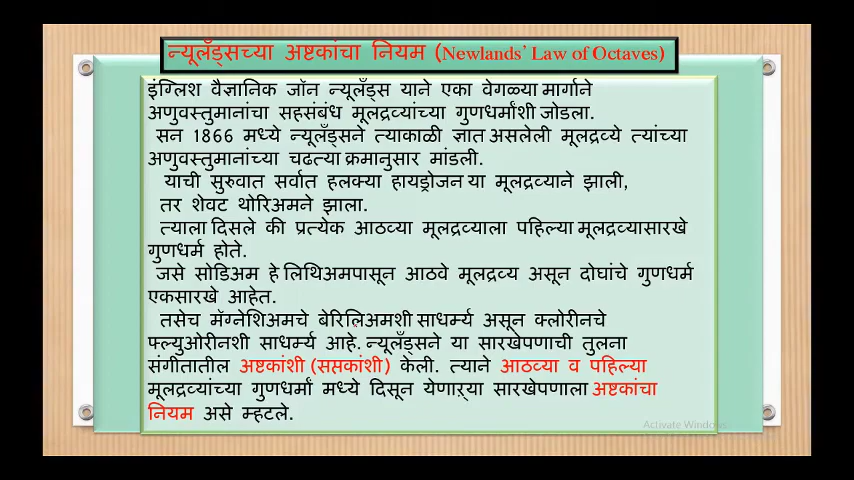 न्यूलँड्सच्या अष्टकांचा नियम (Newlands' Law of Octaves)
इंग्लिश वैज्ञानिक जॉन न्यूलँड्स याने एका वेगळ्या मार्गाने
अणुवस्तुमानांचा सहसंबंध मूलद्रव्यांच्या गुणधर्मांशी जोडला.
सन 1866 मध्ये न्यूलँड्सने त्याकाळी ज्ञात असलेली मूलद्रव्ये त्यांच्या
अणुवस्तुमानांच्या चढत्या क्रमानुसार मांडली.
याची सुरुवात सर्वात हलक्या हायड्रोजन या मूलद्रव्याने झाली,
तर शेवट थोरिअमने झाला.
त्याला दिसले की प्रत्येक आठव्या मूलद्रव्याला पहिल्या मूलद्रव्यासारखे
गुणधर्म होते.
जसे सोडिअम हे लिथिअमपासून आठवे मूलद्रव्य असून दोघांचे गुणधर्म
एकसारखे आहेत.
तसेच मॅग्नेशिअमचे बेरिलिअमशी साधर्म्य असून क्लोरीनचे
फ्ल्युओरीनशी साधर्म्य आहे. न्यूलँड्सने या सारखेपणाची तुलना
संगीतातील अष्टकांशी (सप्तकांशी) केली. त्याने आठव्या व पहिल्या
मूलद्रव्यांच्या गुणधर्मां मध्ये दिसून येणाऱ्या सारखेपणाला अष्टकांचा
नियम असे म्हटले.
Activate Windows